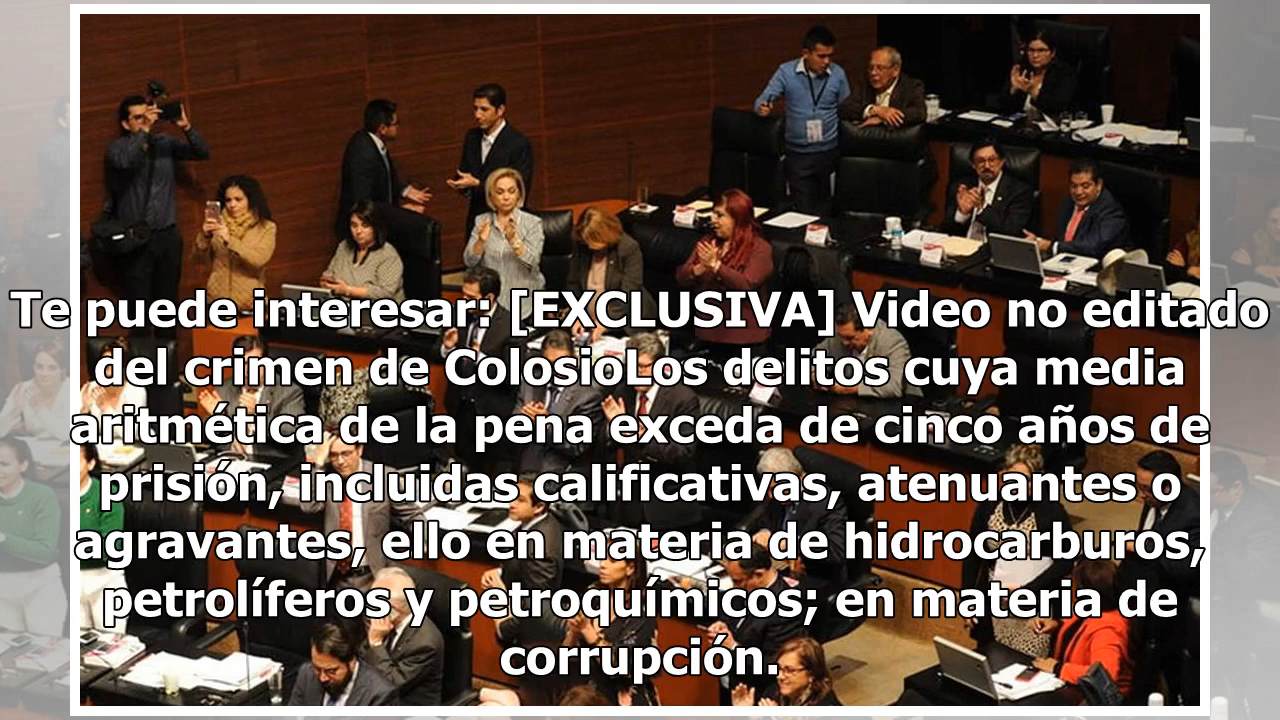 Te puede interesar: [EXCLUSIVA] Video no editado
del crimen de ColosioLos delitos cuya media
aritmética de la pena exceda de cinco años de
prisión, incluidas calificativas, atenuantes o
agravantes, ello en materia de hidrocarburos,
petrolíferos y petroquímicos; en materia de
corrupción.